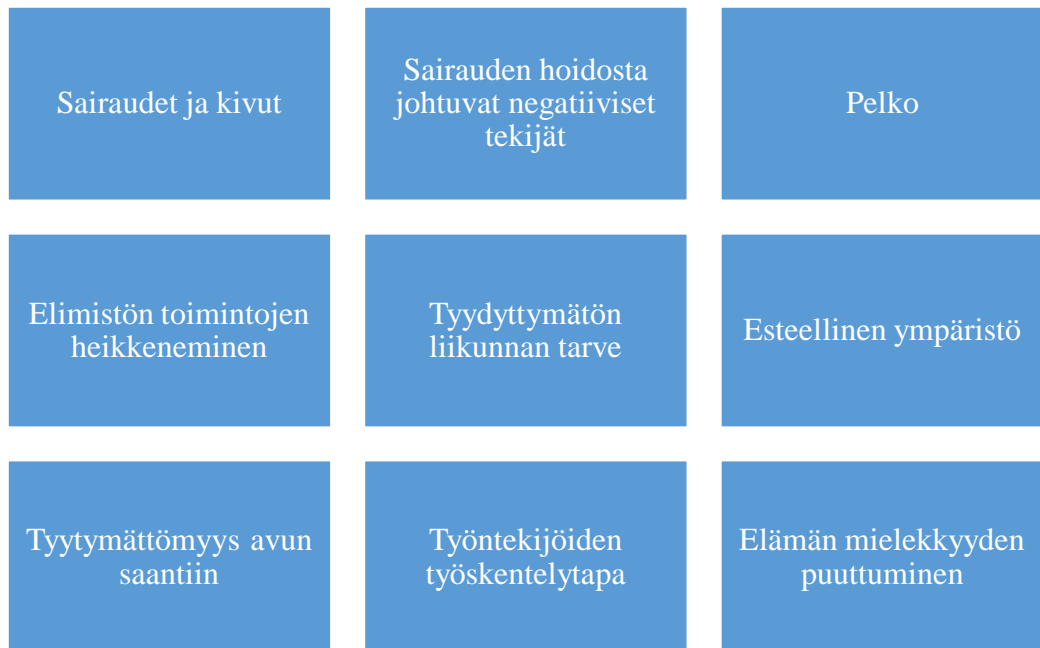 Sairaudet ja kivut
Sairauden hoidosta
johtuvat negatiiviset
tekijät
Pelko
Elimistön toimintojen
heikkeneminen
Tyydyttymätön
liikunnan tarve
Esteellinen ympäristö
Tyytymättömyys avun
saantiin
Työntekijöiden
työskentelytapa
Elämän mielekkyyden
puuttuminen